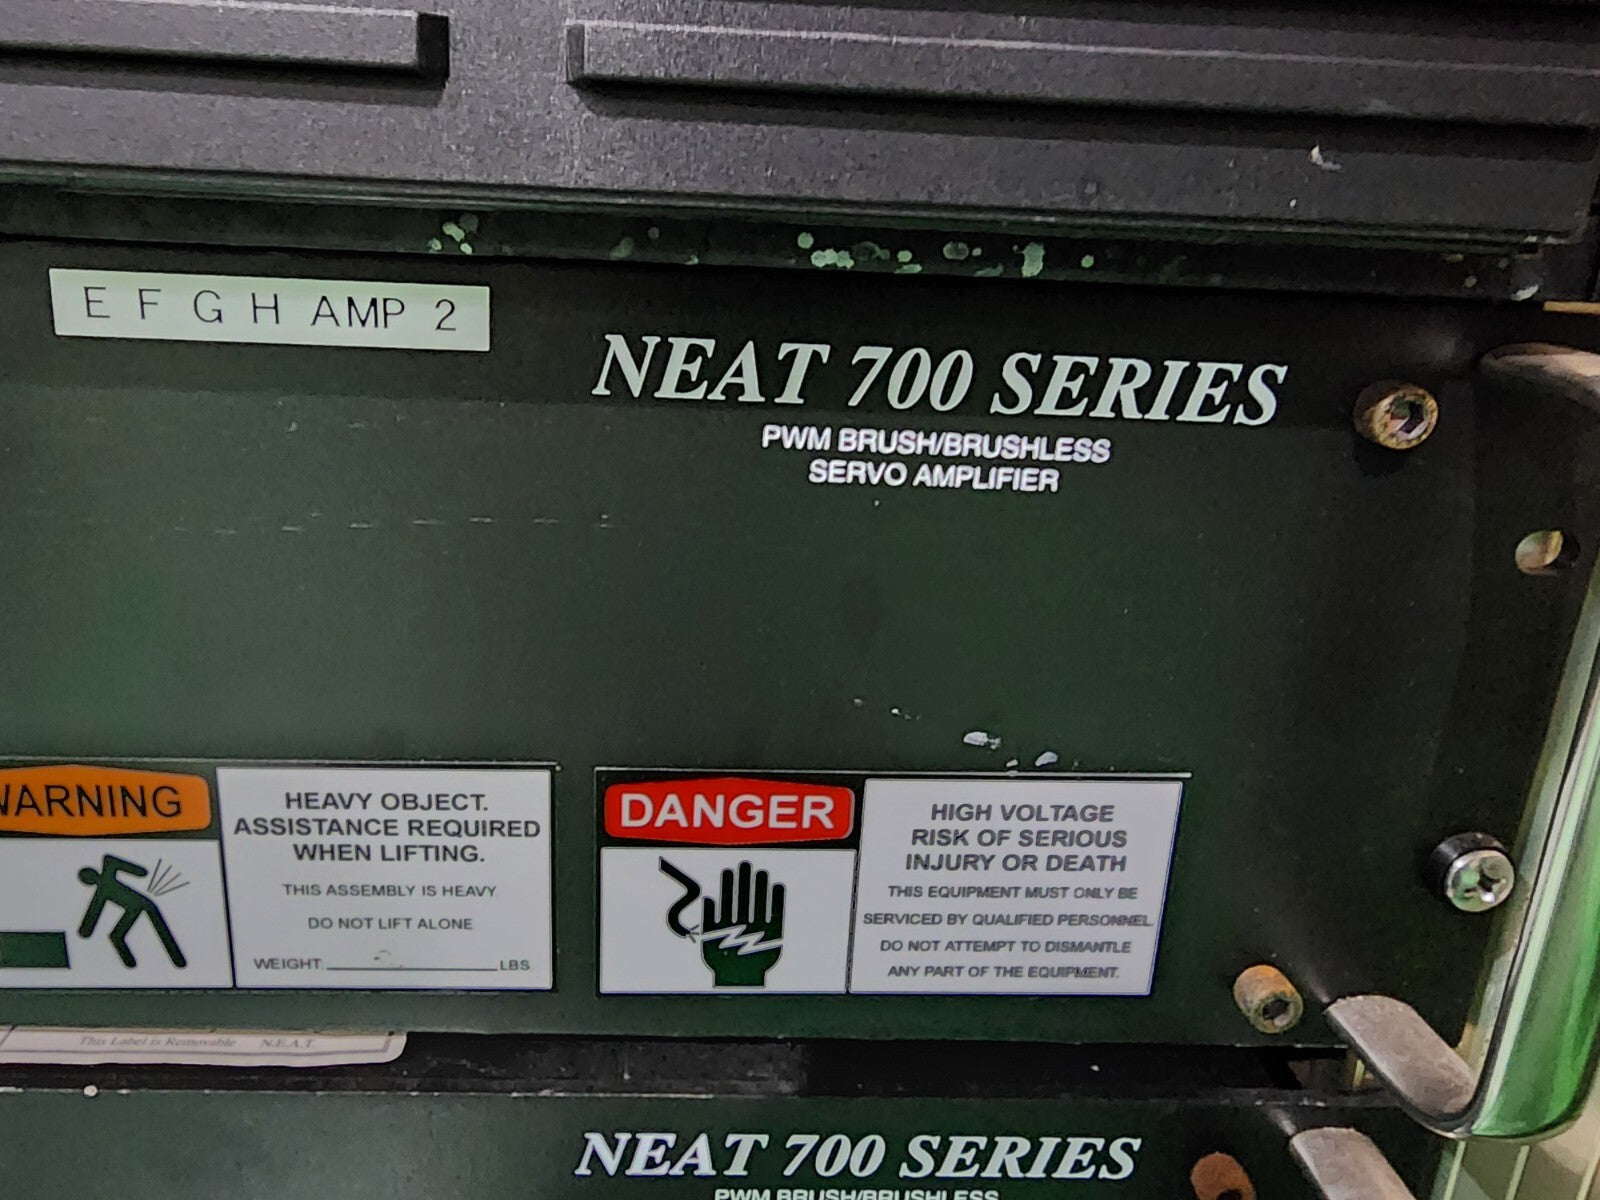 E F G H AMP 2
NEAT 700 SERIES
PWM BRUSH/BRUSHLESS
SERVO AMPLIFIER
WARNING
HEAVY OBJECT.
ASSISTANCE REQUIRED
WHEN LIFTING.
THIS ASSEMBLY IS HEAVY
DO NOT LIFT ALONE
WEIGHT LBS
DANGER
HIGH VOLTAGE
RISK OF SERIOUS
INJURY OR DEATH
THIS EQUIPMENT MUST ONLY BE
SERVICED BY QUALIFIED PERSONNEL
DO NOT ATTEMPT TO DISMANTLE
ANY PART OF THE EQUIPMENT.
This Label is Removable N.E.A.T.
NEAT 700 SERIES
PWM BRUSH/BRUSHLESS